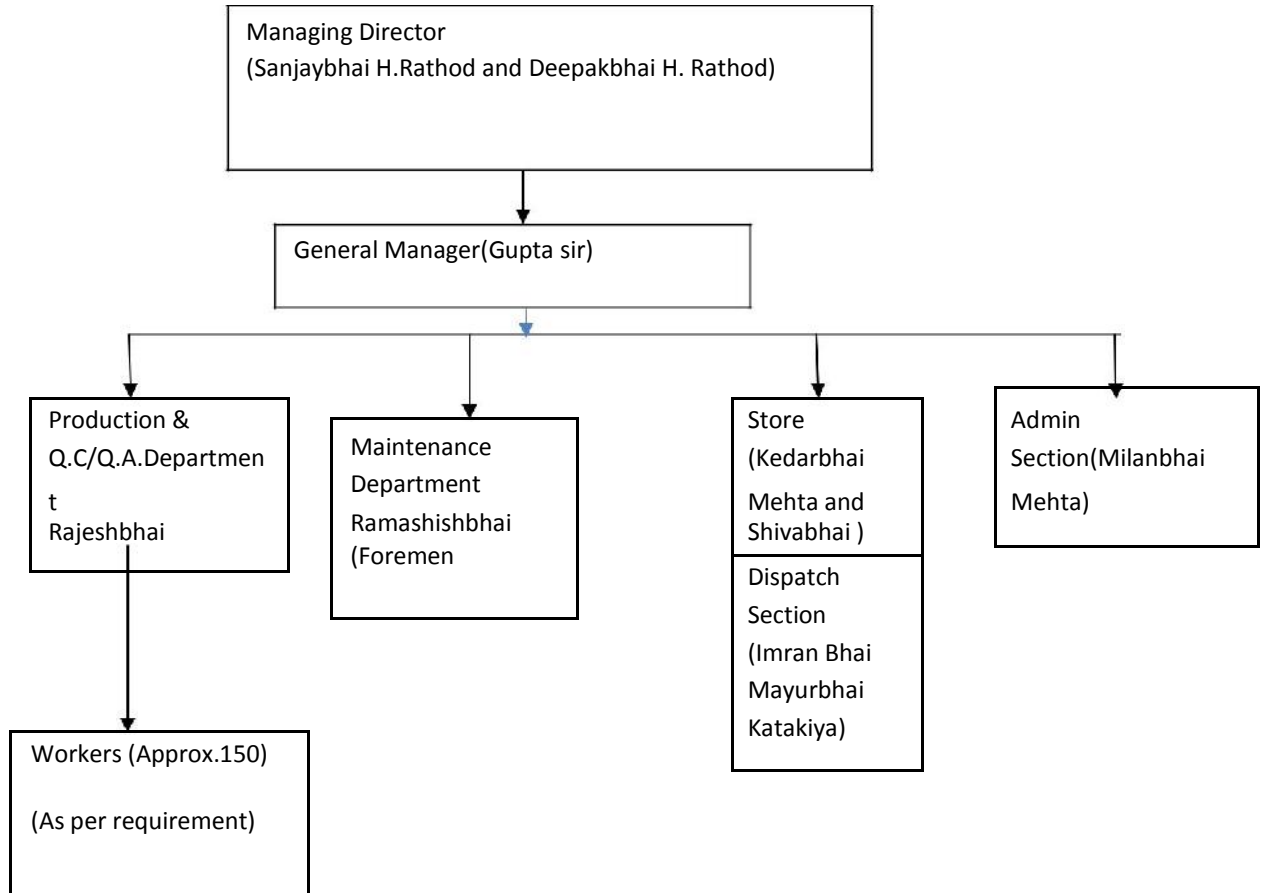 Managing Director
(Sanjaybhai H.Rathod and Deepakbhai H. Rathod)
General Manager(Gupta sir)
Production &
Q.C/Q.A.Departmen
t
Rajeshbhai
Maintenance
Department
Ramashishbhai
(Foremen
Store
(Kedarbhai
Mehta and
Shivabhai )
Dispatch
Section
(Imran Bhai
Mayurbhai
Katakiya)
Admin
Section(Milanbhai
Mehta)
Workers (Approx.150)
(As per requirement)